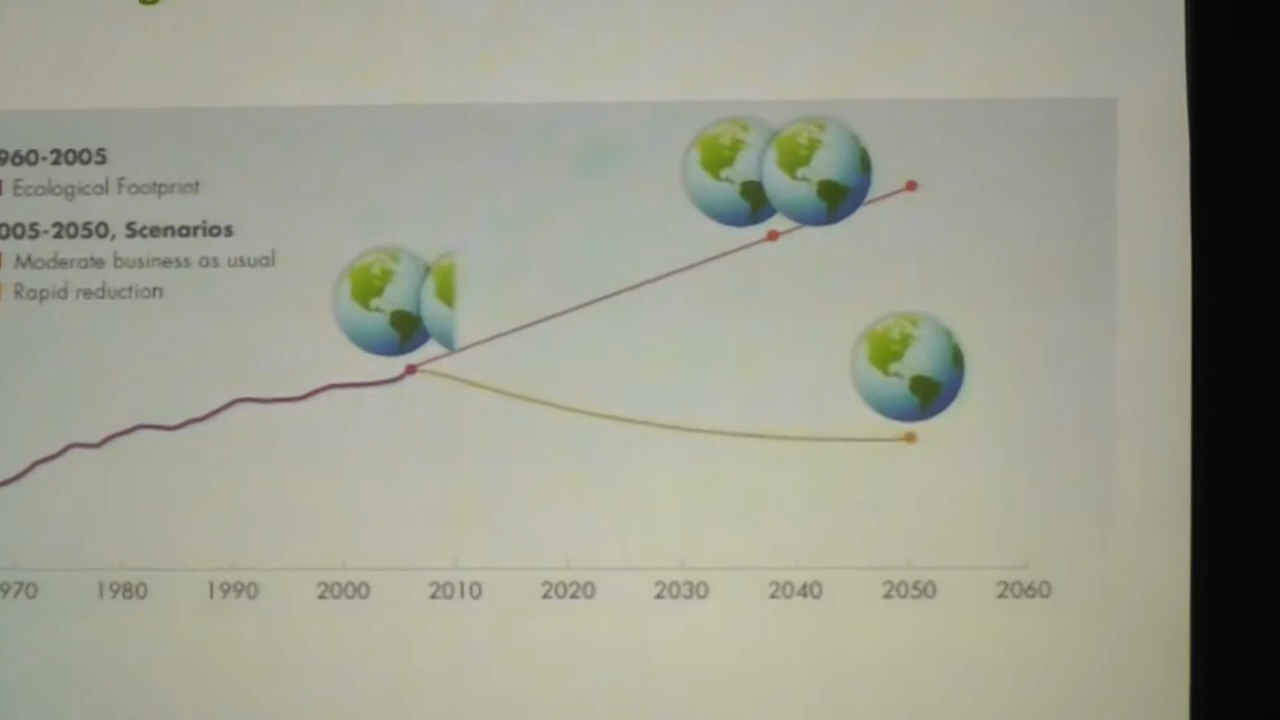 960-2005
Ecological Footprint
005-2050, Scenarios
Moderate business as usual
Rapid reduction
970 1980 1990 2000 2010 2020 2030 2040 2050 2060